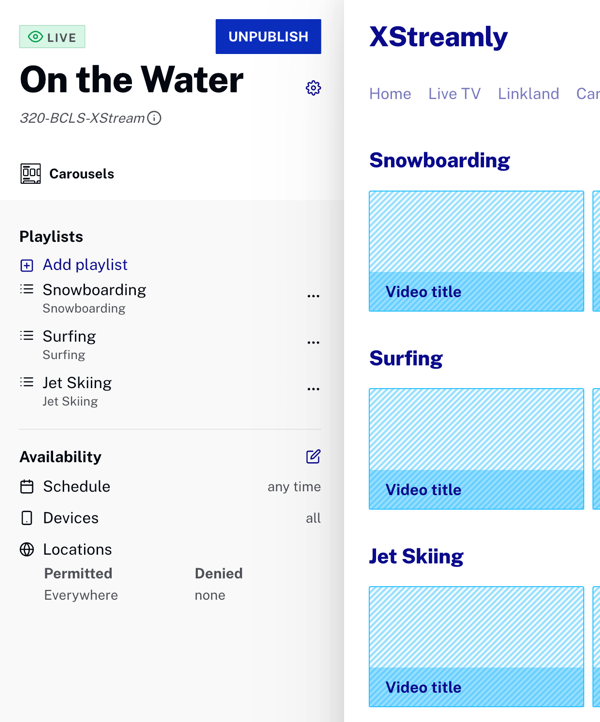 LIVE
UNPUBLISH
On the Water
320-BCLS-XStream
Carousels
Playlists
Add playlist
Snowboarding
Snowboarding
Surfing
Surfing
Jet Skiing
Jet Skiing
Availability
Schedule any time
Devices all
Locations
Permitted Denied
Everywhere none
XStreamly
Home Live TV Linkland Car
Snowboarding
Video title
Surfing
Video title
Jet Skiing
Video title